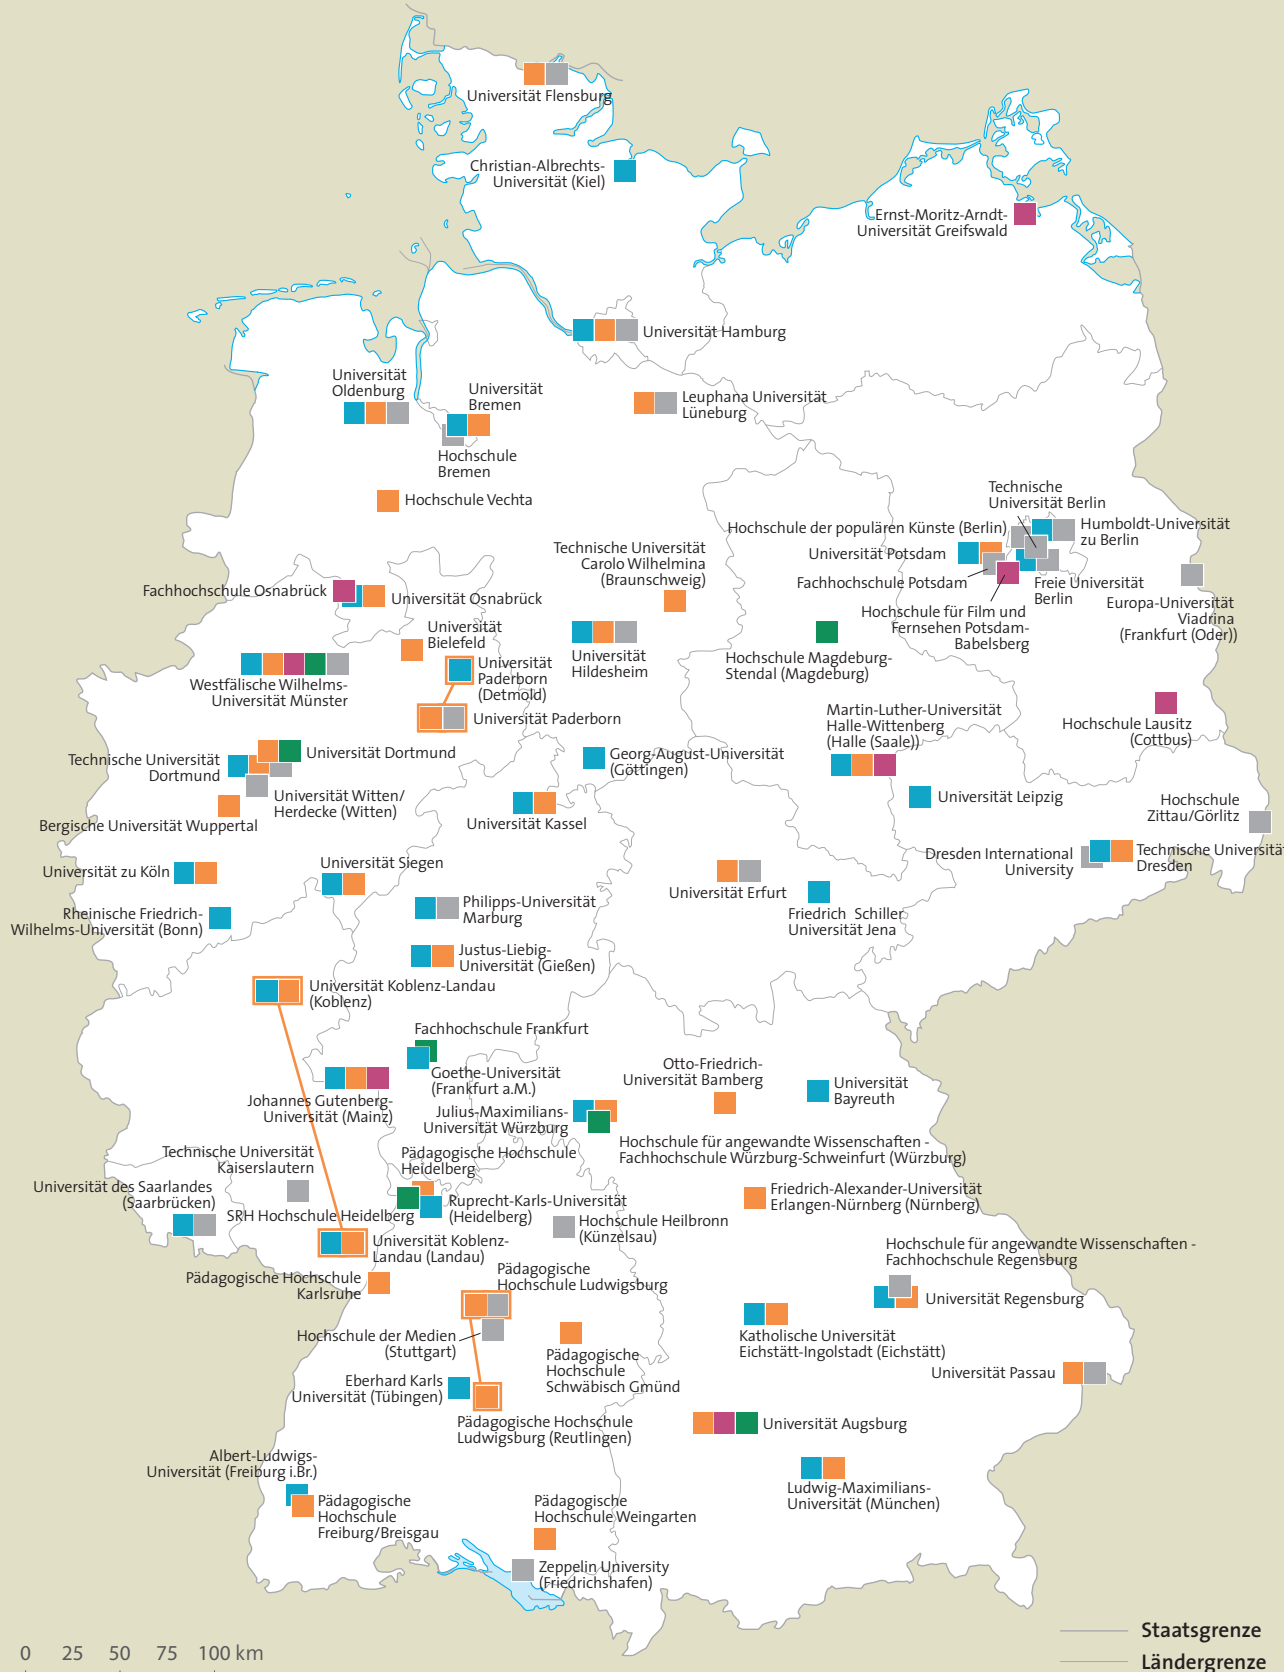 Universität Flensburg
Christian-Albrechts-
Universität (Kiel)
Ernst-Moritz-Arndt-
Universität Greifswald
Universität Hamburg
Universität
Oldenburg
Universität
Bremen
Leuphana Universität
Lüneburg
Hochschule
Bremen
Hochschule Vechta
Technische
Universität Berlin
Hochschule der populären Künste (Berlin)
Humboldt-Universität
zu Berlin
Universität Potsdam
Technische Universität
Carolo Wilhelmina
(Braunschweig)
Fachhochschule Potsdam
Freie Universität
Berlin
Fachhochschule Osnabrück
Universität Osnabrück
Europa-Universität
Viadrina
(Frankfurt (Oder))
Hochschule für Film und
Fernsehen Potsdam-
Babelsberg
Universität
Bielefeld
Universität
Hildesheim
Hochschule Magdeburg-
Stendal (Magdeburg)
Universität
Paderborn
(Detmold)
Westfälische Wilhelms-
Universität Münster
Universität Paderborn
Martin-Luther-Universität
Halle-Wittenberg
(Halle (Saale))
Hochschule Lausitz
(Cottbus)
Universität Dortmund
Technische Universität
Dortmund
Georg-August-Universität
(Göttingen)
Universität Witten/
Herdecke (Witten)
Universität Leipzig
Hochschule
Zittau/Görlitz
Bergische Universität Wuppertal
Universität Kassel
Dresden International
University
Technische Universität
Dresden
Universität zu Köln
Universität Siegen
Universität Erfurt
Philipps-Universität
Marburg
Friedrich Schiller
Universität Jena
Rheinische Friedrich-
Wilhelms-Universität (Bonn)
Justus-Liebig-
Universität (Gießen)
Universität Koblenz-Landau
(Koblenz)
Fachhochschule Frankfurt
Goethe-Universität
(Frankfurt a.M.)
Otto-Friedrich-
Universität Bamberg
Universität
Bayreuth
Johannes Gutenberg-
Universität (Mainz)
Julius-Maximilians-
Universität Würzburg
Hochschule für angewandte Wissenschaften -
Fachhochschule Würzburg-Schweinfurt (Würzburg)
Technische Universität
Kaiserslautern
Pädagogische Hochschule
Heidelberg
Universität des Saarlandes
(Saarbrücken)
SRH Hochschule Heidelberg
Ruprecht-Karls-Universität
(Heidelberg)
Friedrich-Alexander-Universität
Erlangen-Nürnberg (Nürnberg)
Hochschule Heilbronn
(Künzelsau)
Universität Koblenz-
Landau (Landau)
Hochschule für angewandte Wissenschaften -
Fachhochschule Regensburg
Pädagogische Hochschule
Karlsruhe
Pädagogische
Hochschule Ludwigsburg
Universität Regensburg
Hochschule der Medien
(Stuttgart)
Pädagogische
Hochschule
Schwäbisch Gmünd
Katholische Universität
Eichstätt-Ingolstadt (Eichstätt)
Universität Passau
Eberhard Karls
Universität (Tübingen)
Pädagogische Hochschule
Ludwigsburg (Reutlingen)
Universität Augsburg
Albert-Ludwigs-
Universität (Freiburg i.Br.)
Ludwig-Maximilians-
Universität (München)
Pädagogische
Hochschule
Freiburg/Breisgau
Pädagogische
Hochschule Weingarten
Zeppelin University
(Friedrichshafen)
0 25 50 75 100 km
Staatsgrenze
Ländergrenze